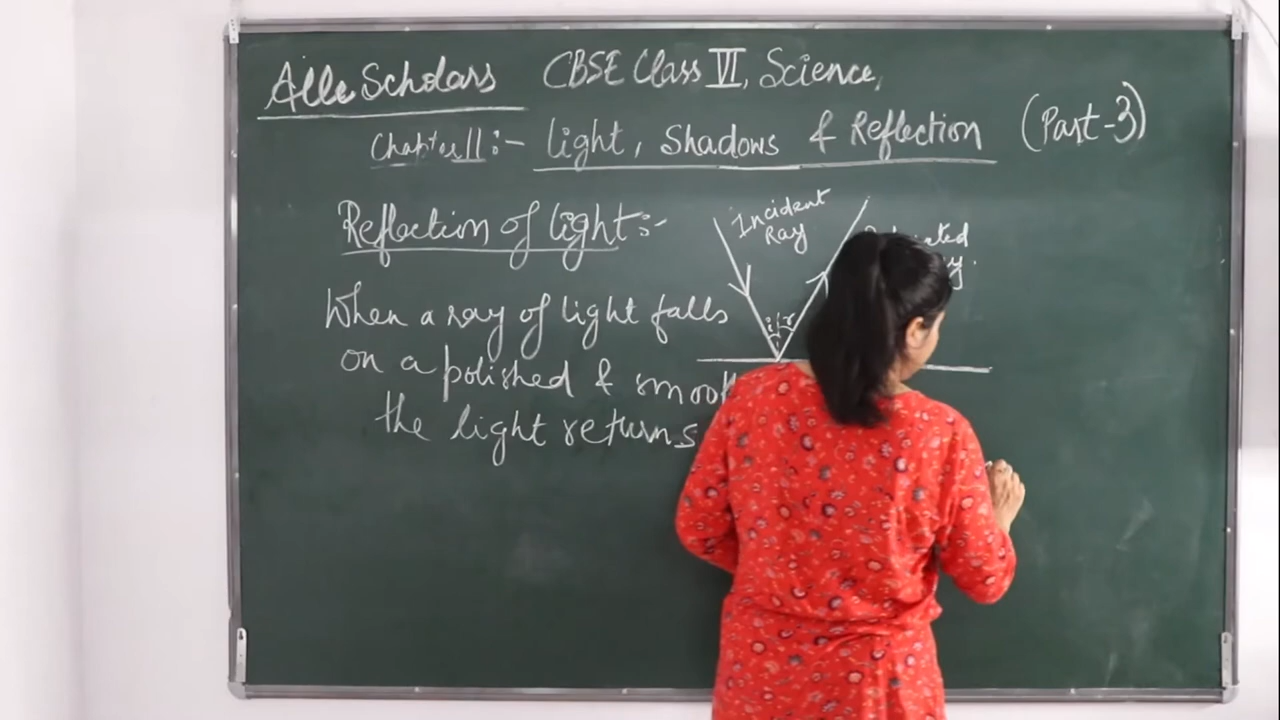 Alle Scholars CBSE Class VI, Science,
Chapter 11:- light, Shadows & Reflection (Part-3)
Reflection of light:-
Incident
Ray
When a ray of light falls
on a polished & smooth
the light returns
i r